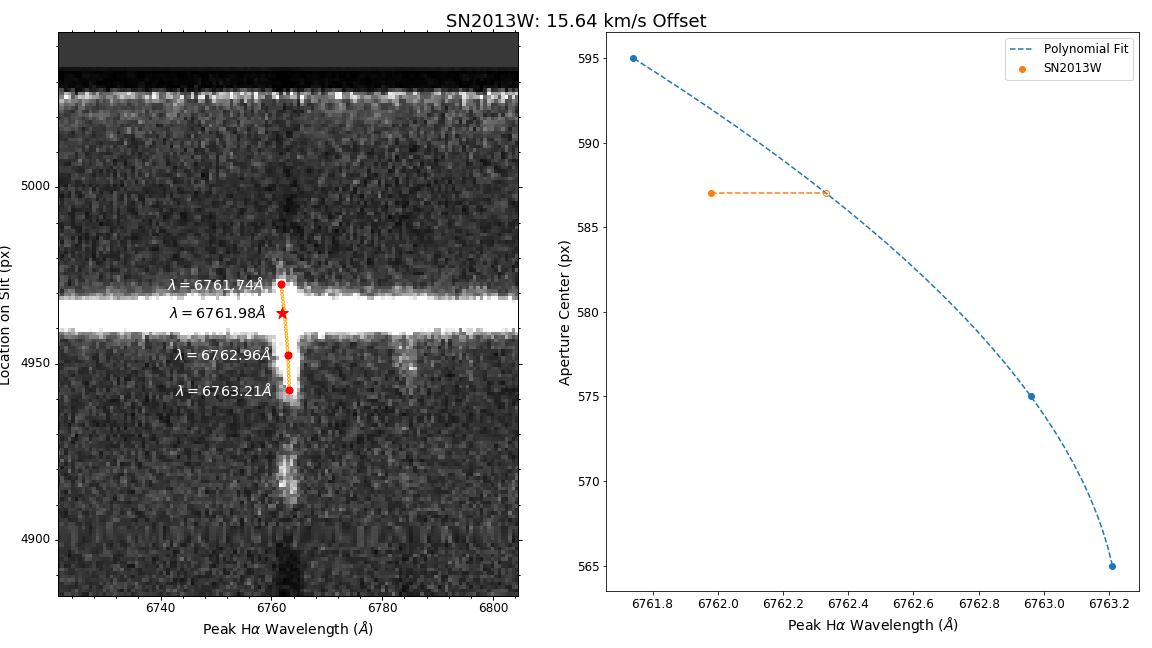 SN2013W: 15.64 km/s Offset
Location on Slit (px)
5000
4950
4900
λ = 6761.74Å
λ = 6761.98Å
λ = 6762.96Å
λ = 6763.21Å
6740 6760 6780 6800
Peak Hα Wavelength (Å)
Aperture Center (px)
595
590
585
580
575
570
565
Polynomial Fit
SN2013W
6761.8 6762.0 6762.2 6762.4 6762.6 6762.8 6763.0 6763.2
Peak Hα Wavelength (Å)